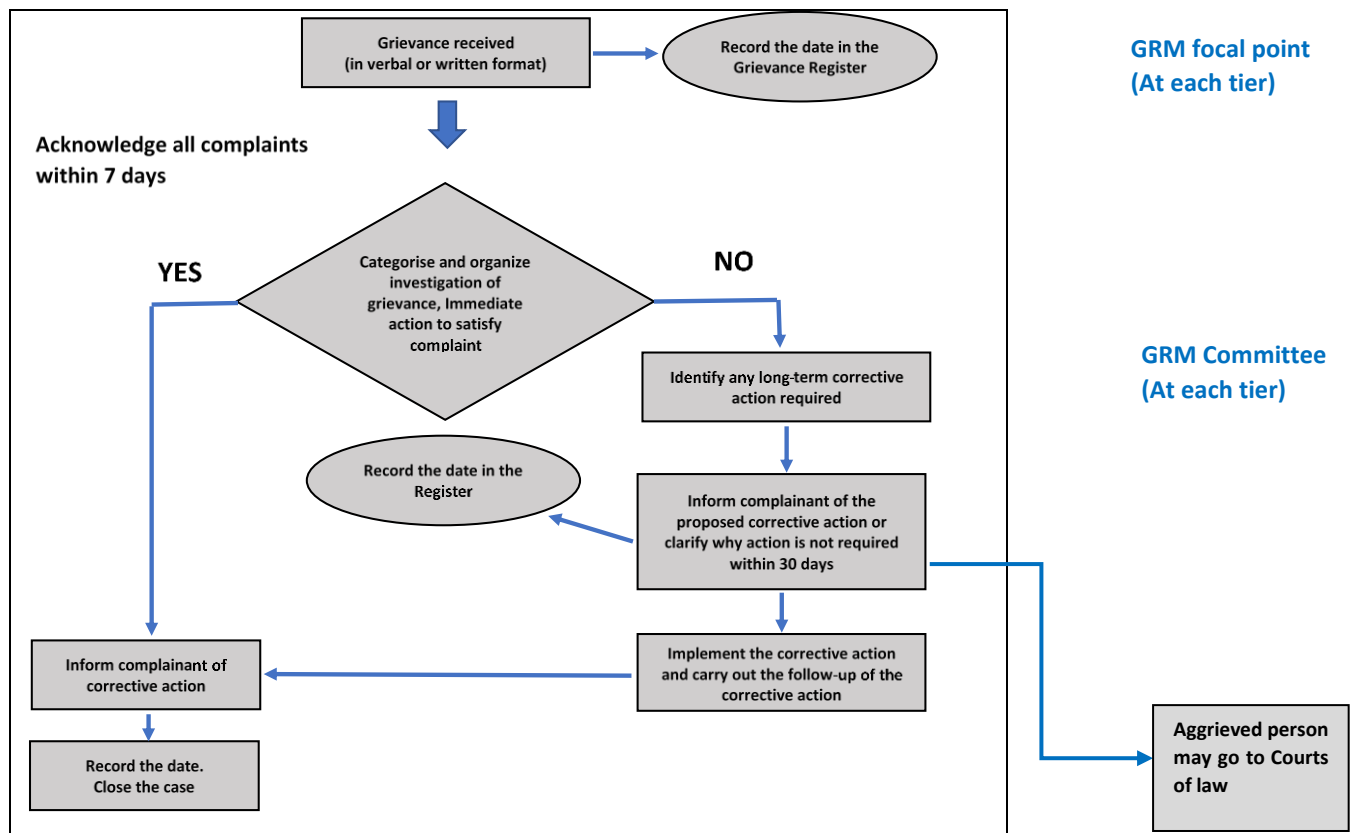 Grievance received
(in verbal or written format)
Record the date in the
Grievance Register
GRM focal point
(At each tier)
Acknowledge all complaints
within 7 days
YES
NO
Categorise and organize
investigation of
grievance, Immediate
action to satisfy
complaint
GRM Committee
(At each tier)
Identify any long-term corrective
action required
Record the date in the
Register
Inform complainant of the
proposed corrective action or
clarify why action is not required
within 30 days
Inform complainant of
corrective action
Implement the corrective action
and carry out the follow-up of the
corrective action
Record the date.
Close the case
Aggrieved person
may go to Courts
of law